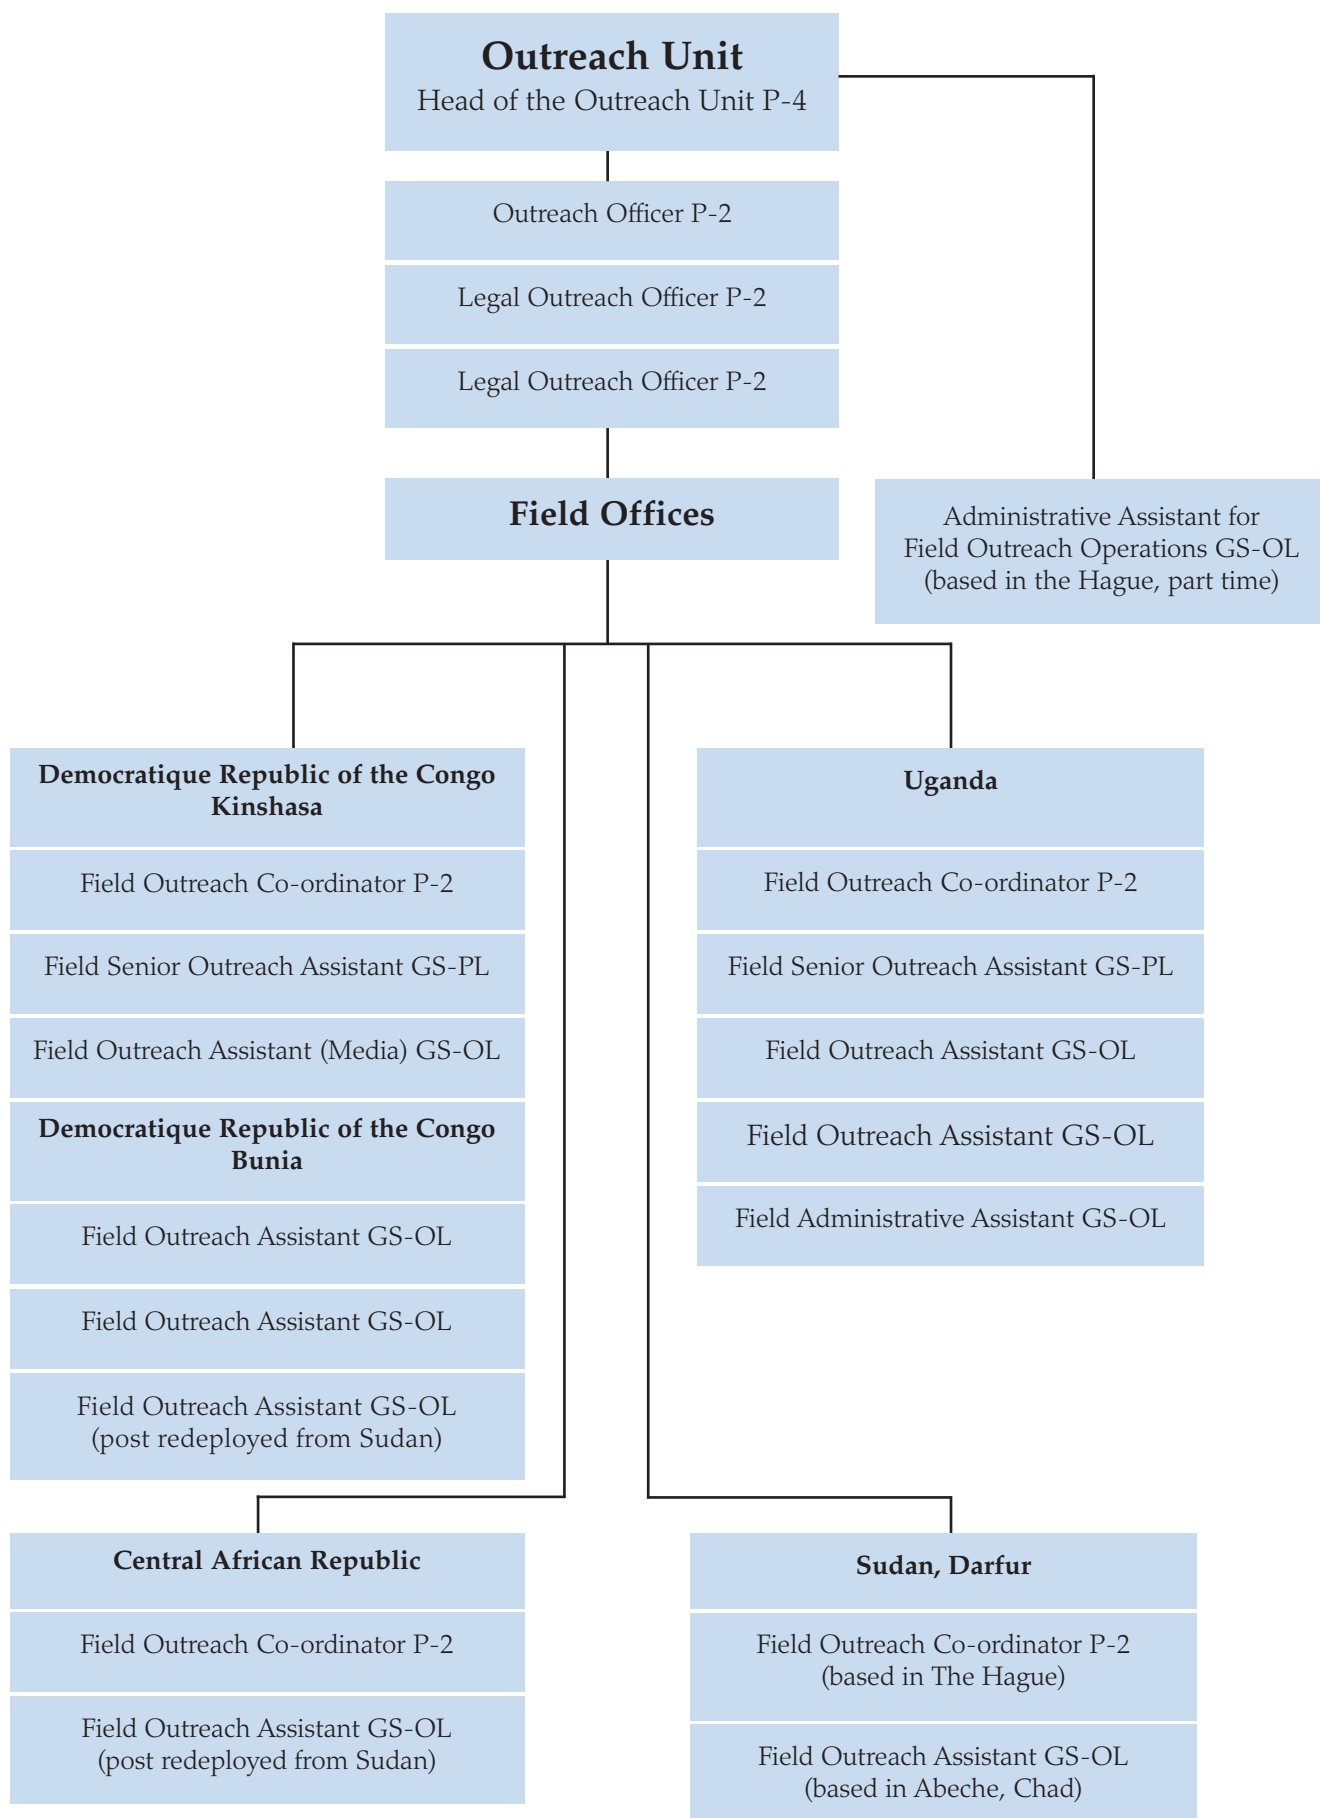 Outreach Unit
Head of the Outreach Unit P-4
Outreach Officer P-2
Legal Outreach Officer P-2
Legal Outreach Officer P-2
Field Offices
Administrative Assistant for
Field Outreach Operations GS-OL
(based in the Hague, part time)
Democratique Republic of the Congo
Kinshasa
Field Outreach Co-ordinator P-2
Field Senior Outreach Assistant GS-PL
Field Outreach Assistant (Media) GS-OL
Democratique Republic of the Congo
Bunia
Field Outreach Assistant GS-OL
Field Outreach Assistant GS-OL
Field Outreach Assistant GS-OL
(post redeployed from Sudan)
Uganda
Field Outreach Co-ordinator P-2
Field Senior Outreach Assistant GS-PL
Field Outreach Assistant GS-OL
Field Outreach Assistant GS-OL
Field Administrative Assistant GS-OL
Central African Republic
Field Outreach Co-ordinator P-2
Field Outreach Assistant GS-OL
(post redeployed from Sudan)
Sudan, Darfur
Field Outreach Co-ordinator P-2
(based in The Hague)
Field Outreach Assistant GS-OL
(based in Abeche, Chad)